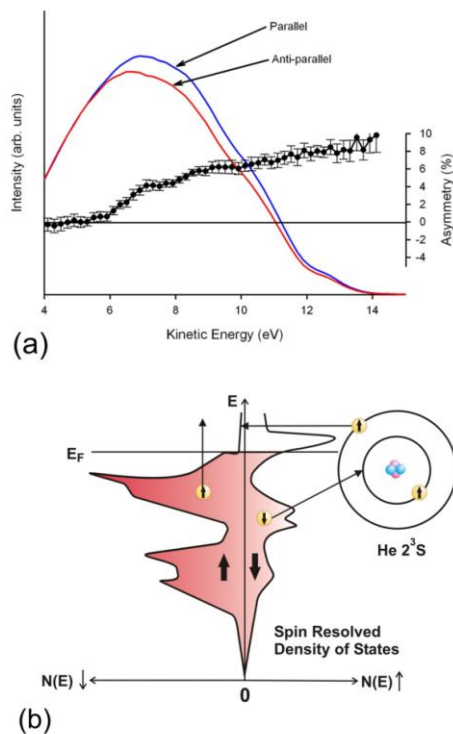 Parallel
Anti-parallel
Intensity (arb. units)
10
8
6
4
2
0
-2
-4
Asymmetry (%)
4 6 8 10 12 14
Kinetic Energy (eV)
(a)
E
E_F
He 2³S
Spin Resolved
Density of States
N(E) ↓ 0 N(E) ↑
(b)